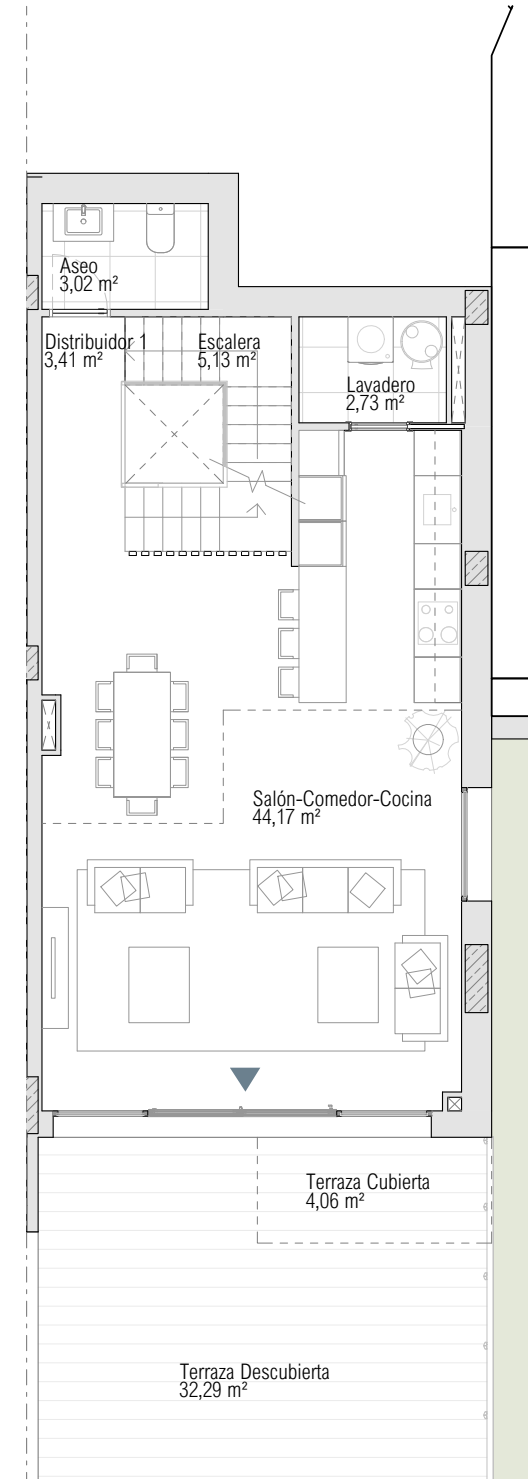 Aseo
3,02 m²
Distribuidor 1
3,41 m²
Escalera
5,13 m²
Lavadero
2,73 m²
Salón-Comedor-Cocina
44,17 m²
Terraza Cubierta
4,06 m²
Terraza Descubierta
32,29 m²